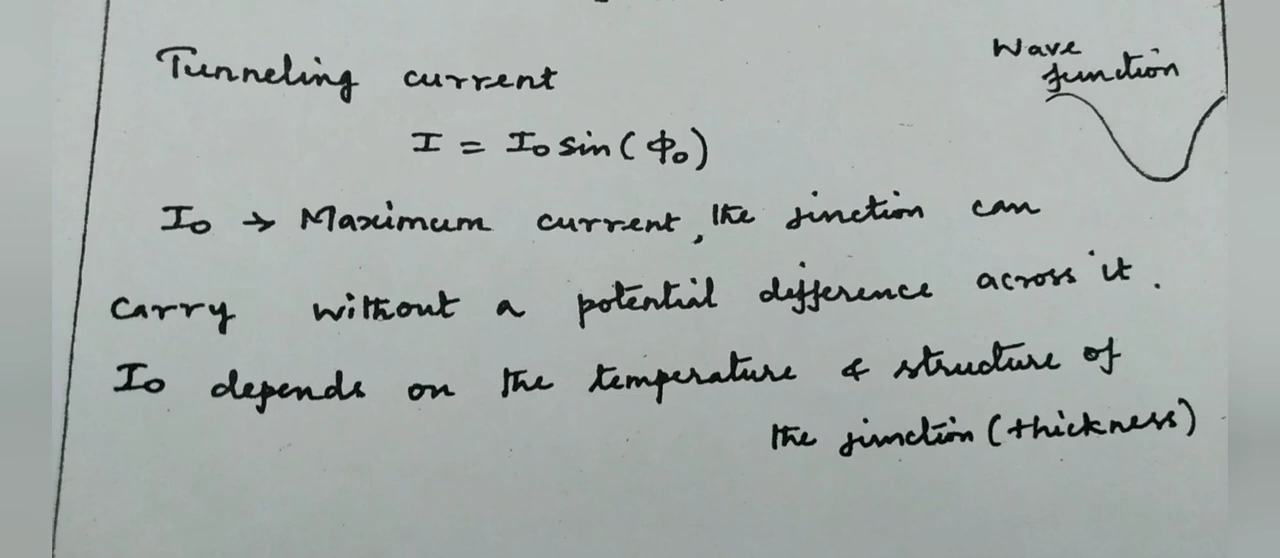 Tunneling current
Wave
function
I = I₀ sin(ϕ₀)
I₀ → Maximum current, the jinction can
carry without a potential difference across it.
I₀ depends on the temperature & structure of
the junction (thickness)